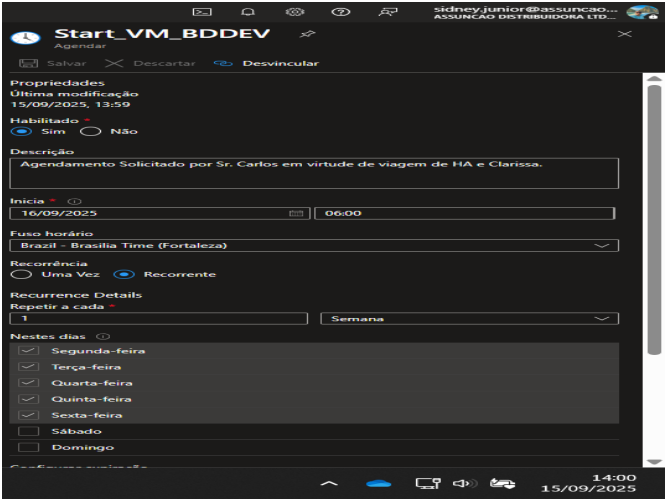 sidney.junior@assuncao...
ASSUNCAO DISTRIBUIDORA LTD...
Start_VM_BDDEV
Agendar
Salvar Descartar Desvincular
Propriedades
Última modificação
15/09/2025, 13:59
Habilitado *
Sim Não
Descrição
Agendamento Solicitado por Sr. Carlos em virtude de viagem de HA e Clarissa.
Inicia *
16/09/2025 06:00
Fuso horário
Brazil - Brasilia Time (Fortaleza)
Recorrência
Uma Vez Recorrente
Recurrence Details
Repetir a cada *
1 Semana
Nestes dias
Segunda-feira
Terça-feira
Quarta-feira
Quinta-feira
Sexta-feira
Sábado
Domingo
14:00
15/09/2025